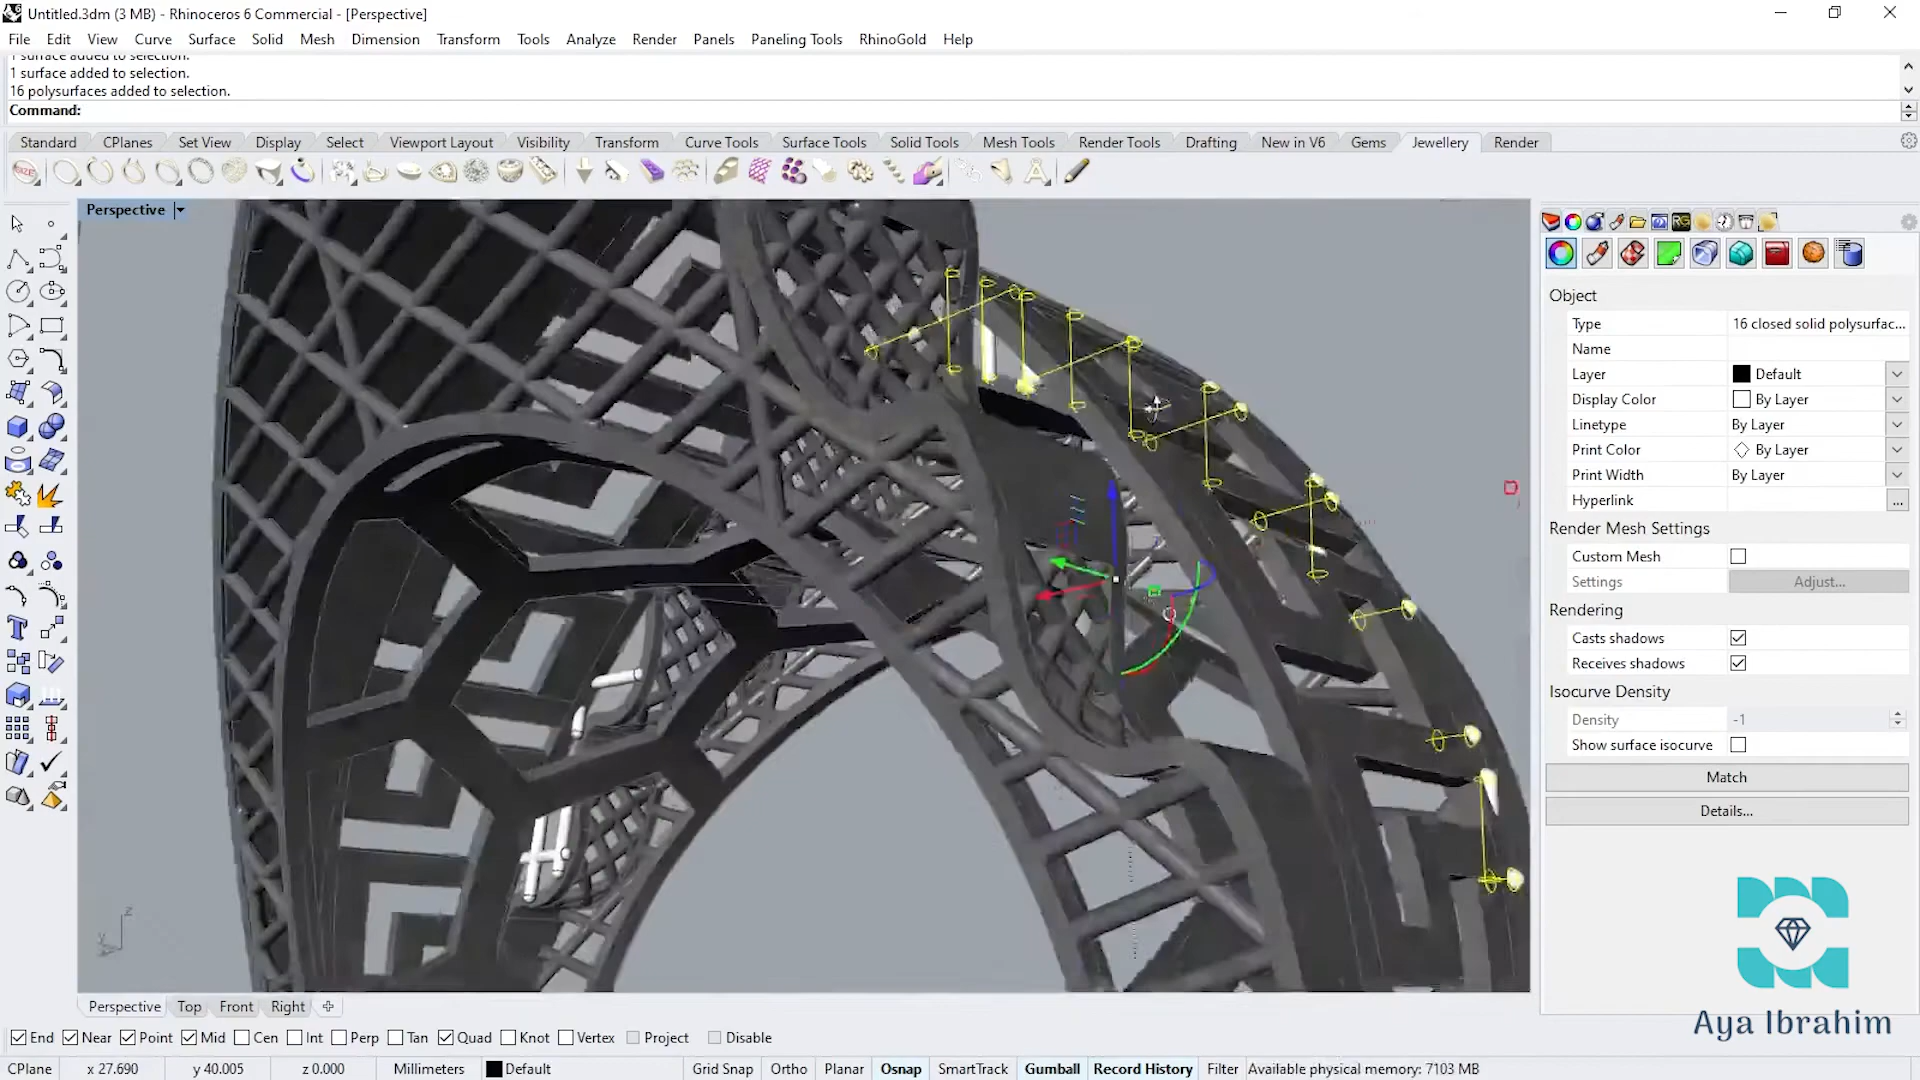 Untitled.3dm (3 MB) - Rhinoceros 6 Commercial - [Perspective]
File Edit View Curve Surface Solid Mesh Dimension Transform Tools Analyze Render Panels Paneling Tools RhinoGold Help
1 surface added to selection.
1 surface added to selection.
16 polysurfaces added to selection.
Command:
Standard CPlanes Set View Display Select Viewport Layout Visibility Transform Curve Tools Surface Tools Solid Tools Mesh Tools Render Tools Drafting New in V6 Gems Jewellery Render
SIZE
Perspective
RG
Object
Type 16 closed solid polysurfac...
Name
Layer Default
Display Color By Layer
Linetype By Layer
Print Color By Layer
Print Width By Layer
Hyperlink ...
Render Mesh Settings
Custom Mesh
Settings Adjust...
Rendering
Casts shadows
Receives shadows
Isocurve Density
Density -1
Show surface isocurve
Match
Details...
z
Perspective Top Front Right
Aya Ibrahim
End Near Point Mid Cen Int Perp Tan Quad Knot Vertex Project Disable
CPlane x 27.690 y 40.005 z 0.000 Millimeters Default Grid Snap Ortho Planar Osnap SmartTrack Gumball Record History Filter Available physical memory: 7103 MB